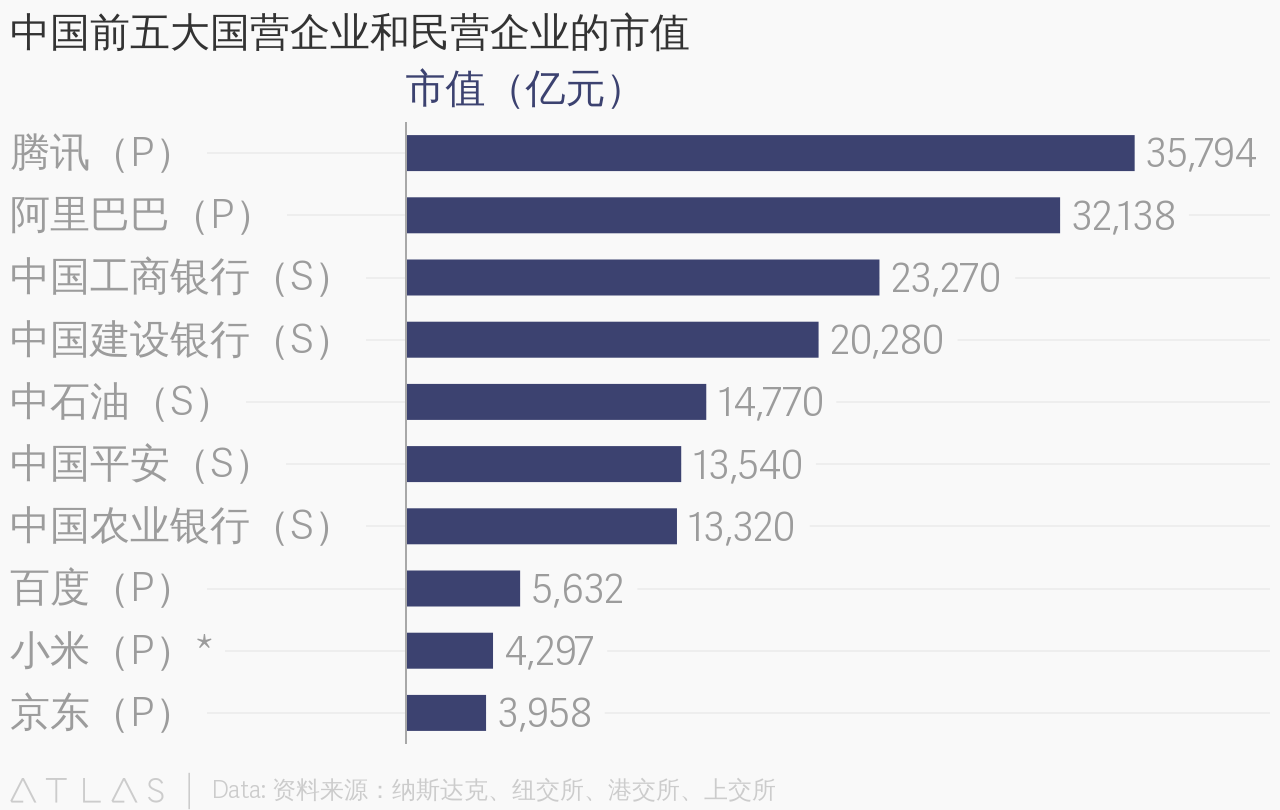 中国前五大国营企业和民营企业的市值
市值（亿元）
腾讯（P） 35,794
阿里巴巴（P） 32,138
中国工商银行（S） 23,270
中国建设银行（S） 20,280
中石油（S） 14,770
中国平安（S） 13,540
中国农业银行（S） 13,320
百度（P） 5,632
小米（P）* 4,297
京东（P） 3,958
ATLAS | Data: 资料来源：纳斯达克、纽交所、港交所、上交所